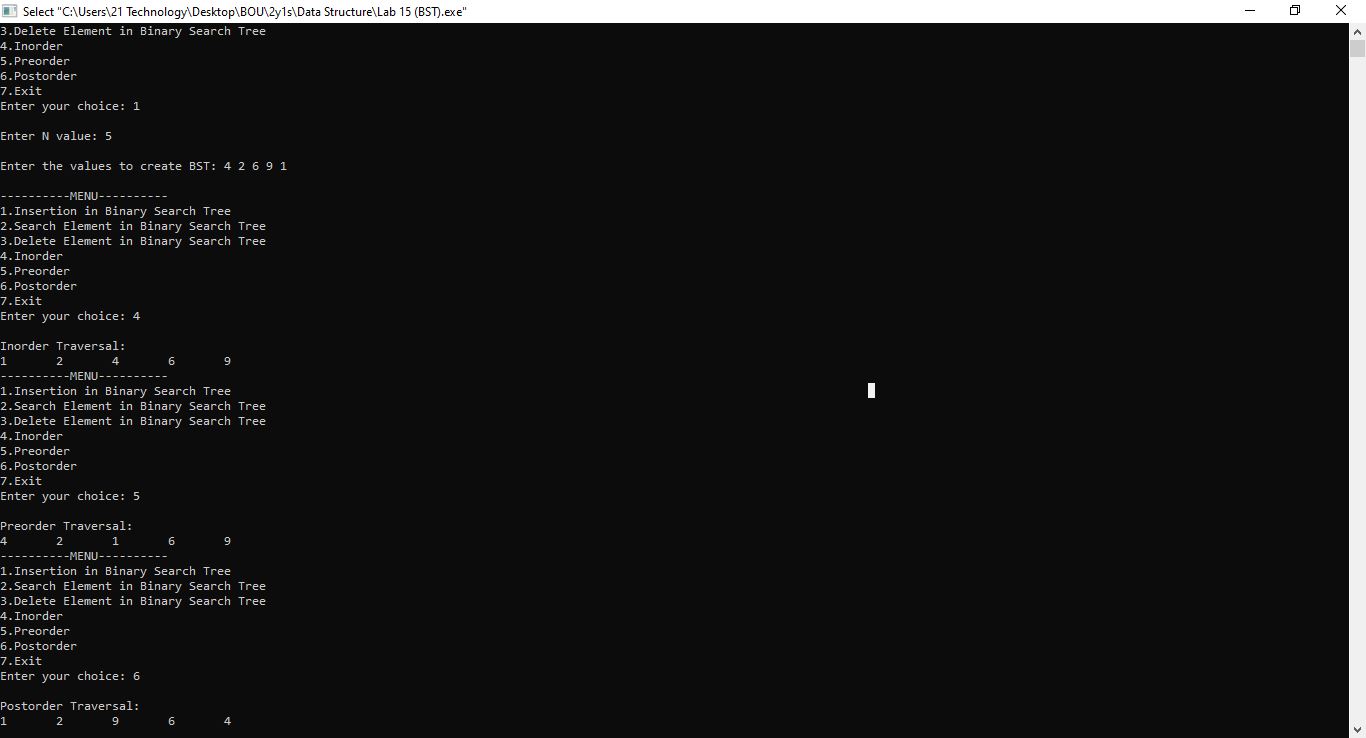 Select "C:\Users\21 Technology\Desktop\BOU\2y1s\Data Structure\Lab 15 (BST).exe"
3.Delete Element in Binary Search Tree
4.Inorder
5.Preorder
6.Postorder
7.Exit
Enter your choice: 1
Enter N value: 5
Enter the values to create BST: 4 2 6 9 1
----------MENU----------
1.Insertion in Binary Search Tree
2.Search Element in Binary Search Tree
3.Delete Element in Binary Search Tree
4.Inorder
5.Preorder
6.Postorder
7.Exit
Enter your choice: 4
Inorder Traversal:
1 2 4 6 9
----------MENU----------
1.Insertion in Binary Search Tree
2.Search Element in Binary Search Tree
3.Delete Element in Binary Search Tree
4.Inorder
5.Preorder
6.Postorder
7.Exit
Enter your choice: 5
Preorder Traversal:
4 2 1 6 9
----------MENU----------
1.Insertion in Binary Search Tree
2.Search Element in Binary Search Tree
3.Delete Element in Binary Search Tree
4.Inorder
5.Preorder
6.Postorder
7.Exit
Enter your choice: 6
Postorder Traversal:
1 2 9 6 4